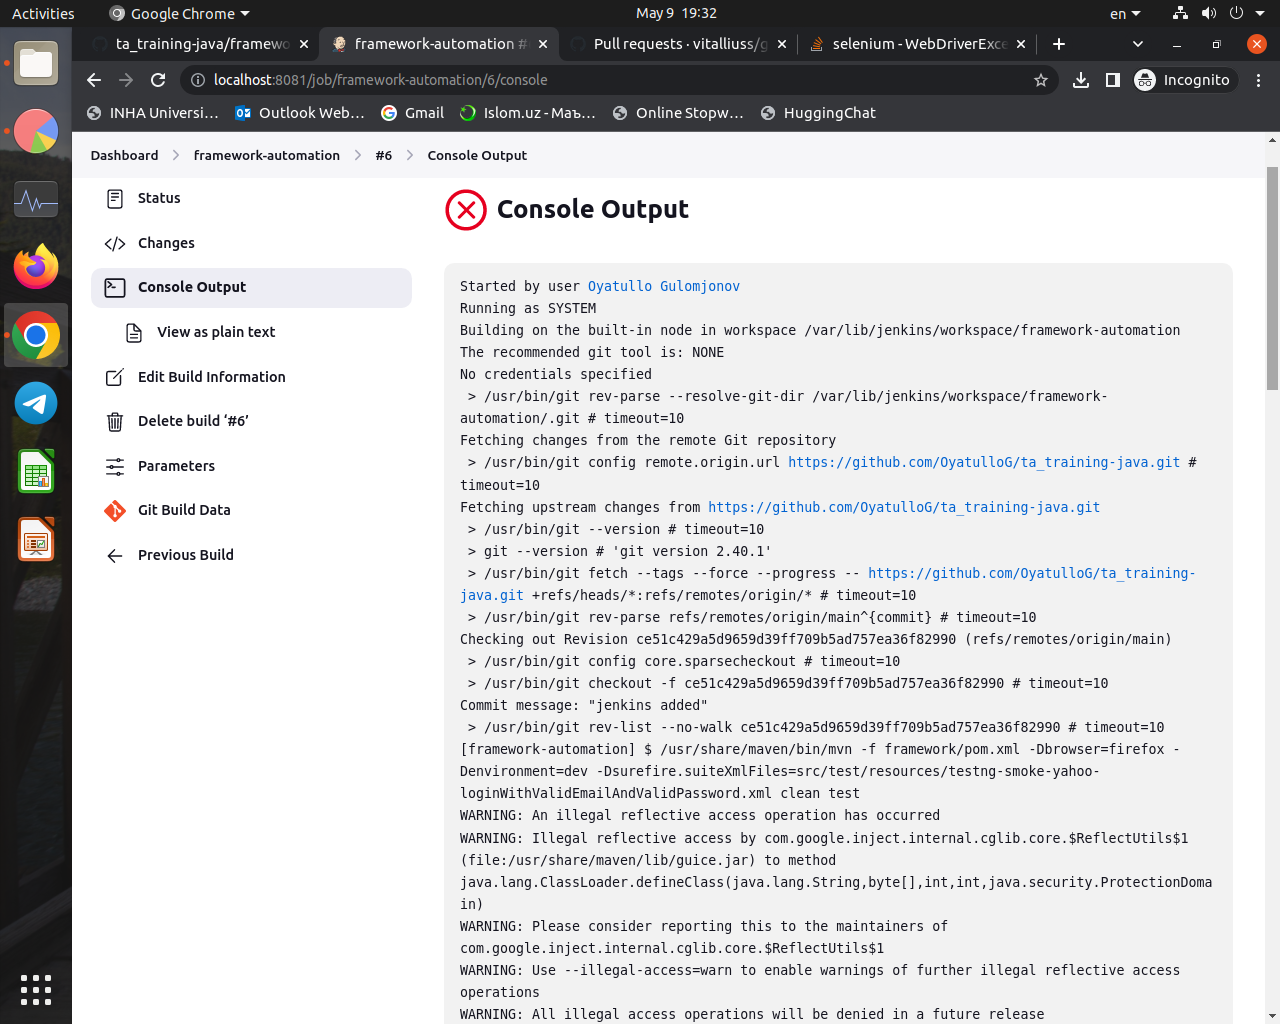 Activities
Google Chrome
May 9 19:32
en
ta_training-java/framewo
framework-automation #
Pull requests · vitalliuss/g
selenium - WebDriverExce
localhost:8081/job/framework-automation/6/console
Incognito
INHA Universi...
Outlook Web...
Gmail
Islom.uz - Маъ...
Online Stopw...
HuggingChat
Dashboard
framework-automation
#6
Console Output
Status
Changes
Console Output
View as plain text
Edit Build Information
Delete build ‘#6’
Parameters
Git Build Data
Previous Build
Console Output
Started by user Oyatullo Gulomjonov
Running as SYSTEM
Building on the built-in node in workspace /var/lib/jenkins/workspace/framework-automation
The recommended git tool is: NONE
No credentials specified
> /usr/bin/git rev-parse --resolve-git-dir /var/lib/jenkins/workspace/framework-
automation/.git # timeout=10
Fetching changes from the remote Git repository
> /usr/bin/git config remote.origin.url https://github.com/OyatulloG/ta_training-java.git #
timeout=10
Fetching upstream changes from https://github.com/OyatulloG/ta_training-java.git
> /usr/bin/git --version # timeout=10
> git --version # 'git version 2.40.1'
> /usr/bin/git fetch --tags --force --progress -- https://github.com/OyatulloG/ta_training-
java.git +refs/heads/*:refs/remotes/origin/* # timeout=10
> /usr/bin/git rev-parse refs/remotes/origin/main^{commit} # timeout=10
Checking out Revision ce51c429a5d9659d39ff709b5ad757ea36f82990 (refs/remotes/origin/main)
> /usr/bin/git config core.sparsecheckout # timeout=10
> /usr/bin/git checkout -f ce51c429a5d9659d39ff709b5ad757ea36f82990 # timeout=10
Commit message: "jenkins added"
> /usr/bin/git rev-list --no-walk ce51c429a5d9659d39ff709b5ad757ea36f82990 # timeout=10
[framework-automation] $ /usr/share/maven/bin/mvn -f framework/pom.xml -Dbrowser=firefox -
Denvironment=dev -Dsurefire.suiteXmlFiles=src/test/resources/testng-smoke-yahoo-
loginWithValidEmailAndValidPassword.xml clean test
WARNING: An illegal reflective access operation has occurred
WARNING: Illegal reflective access by com.google.inject.internal.cglib.core.$ReflectUtils$1
(file:/usr/share/maven/lib/guice.jar) to method
java.lang.ClassLoader.defineClass(java.lang.String,byte[],int,int,java.security.ProtectionDoma
in)
WARNING: Please consider reporting this to the maintainers of
com.google.inject.internal.cglib.core.$ReflectUtils$1
WARNING: Use --illegal-access=warn to enable warnings of further illegal reflective access
operations
WARNING: All illegal access operations will be denied in a future release